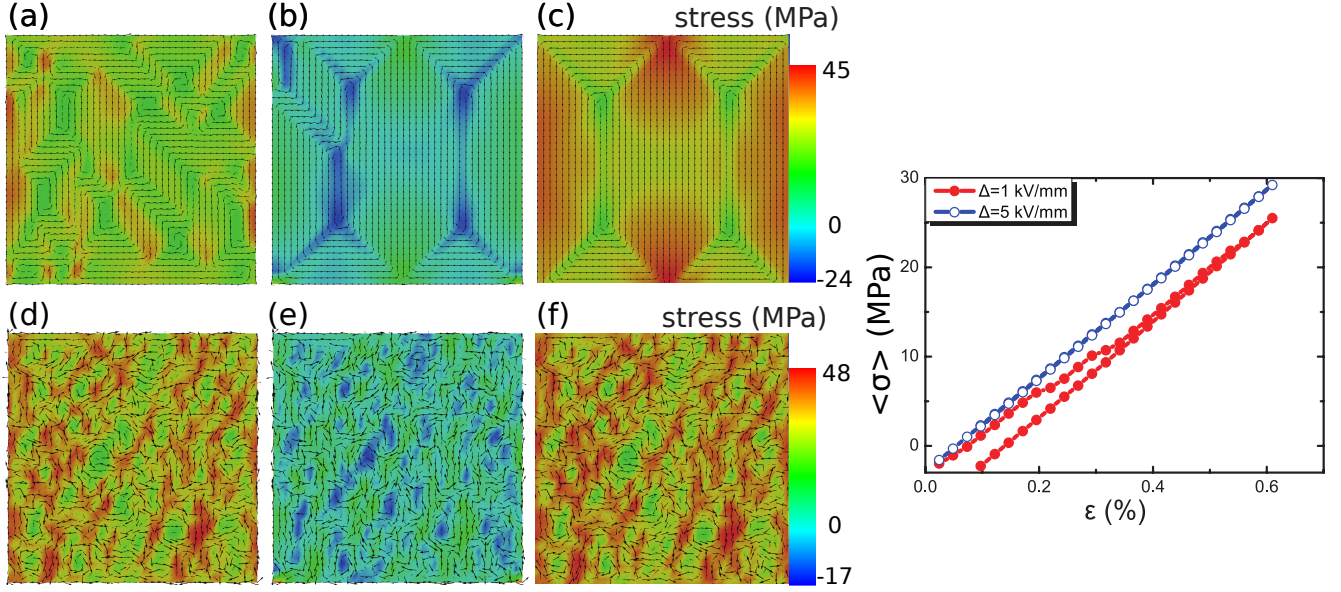 (a)
(b)
(c)
stress (MPa)
45
0
-24
(d)
(e)
(f)
stress (MPa)
48
0
-17
Δ=1 kV/mm
Δ=5 kV/mm
30
20
10
0
<σ> (MPa)
0.0
0.2
0.4
0.6
ε (%)